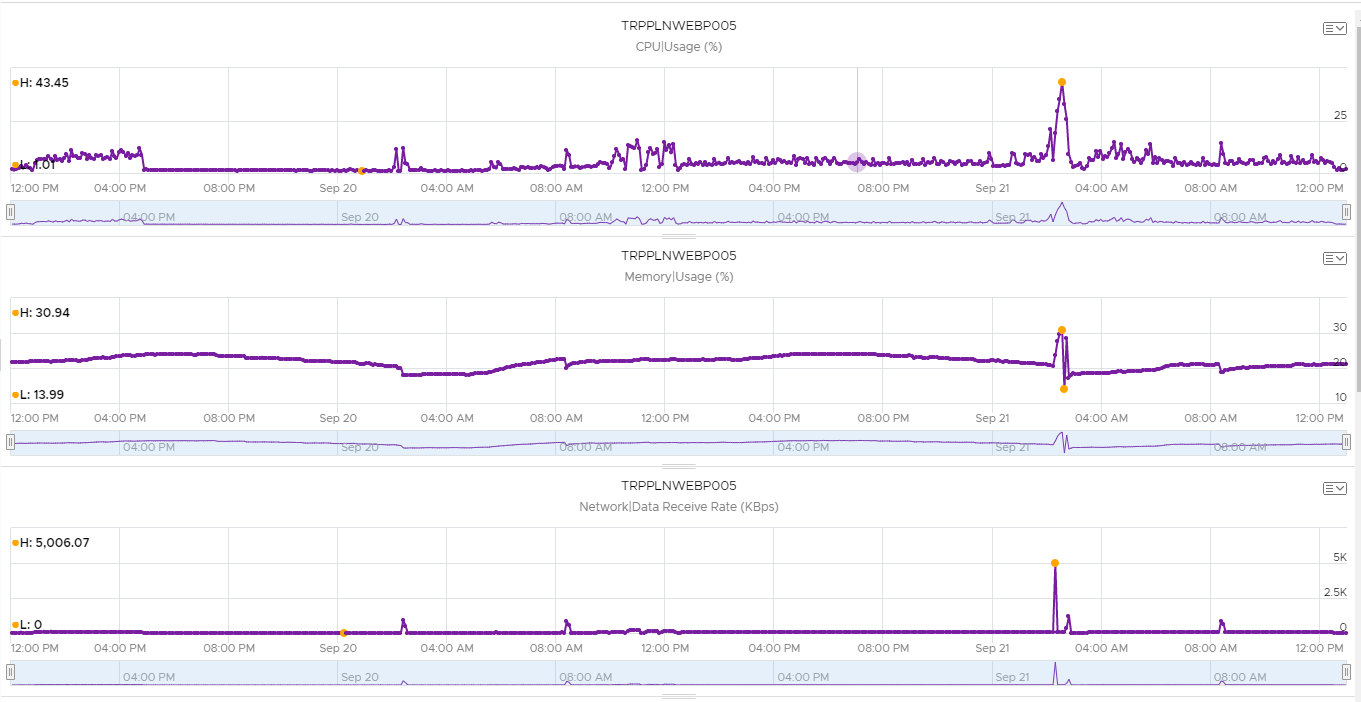 TRPPLNWEBP005
CPU|Usage (%)
H: 43.45
25
L: 1.01
0
12:00 PM 04:00 PM 08:00 PM Sep 20 04:00 AM 08:00 AM 12:00 PM 04:00 PM 08:00 PM Sep 21 04:00 AM 08:00 AM 12:00 PM
04:00 PM Sep 20 08:00 AM 04:00 PM Sep 21 08:00 AM
TRPPLNWEBP005
Memory|Usage (%)
H: 30.94
30
20
L: 13.99
10
12:00 PM 04:00 PM 08:00 PM Sep 20 04:00 AM 08:00 AM 12:00 PM 04:00 PM 08:00 PM Sep 21 04:00 AM 08:00 AM 12:00 PM
04:00 PM Sep 20 08:00 AM 04:00 PM Sep 21 08:00 AM
TRPPLNWEBP005
Network|Data Receive Rate (KBps)
H: 5,006.07
5K
2.5K
L: 0
0
12:00 PM 04:00 PM 08:00 PM Sep 20 04:00 AM 08:00 AM 12:00 PM 04:00 PM 08:00 PM Sep 21 04:00 AM 08:00 AM 12:00 PM
04:00 PM Sep 20 08:00 AM 04:00 PM Sep 21 08:00 AM